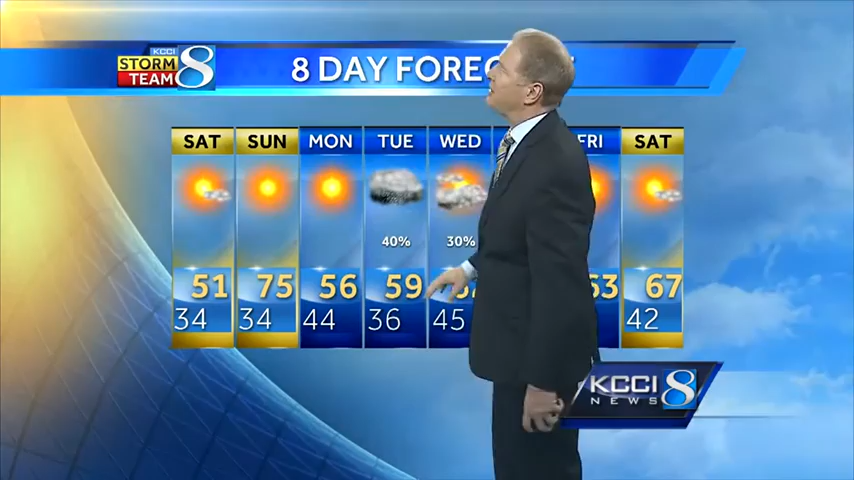 KCCI
STORM
TEAM 8
8 DAY FOREC
SAT SUN MON TUE WED FRI SAT
40% 30%
51 75 56 59 63 67
34 34 44 36 45 42
KCCI 8
NEWS